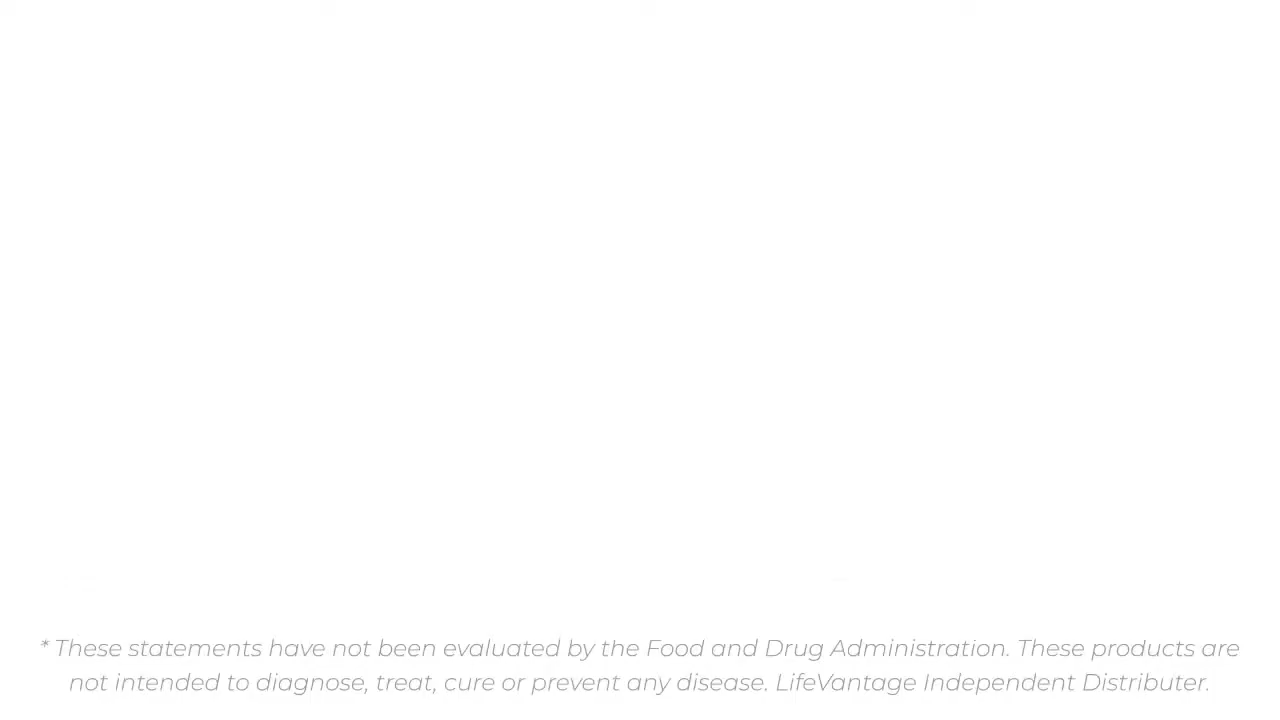 * These statements have not been evaluated by the Food and Drug Administration. These products are
not intended to diagnose, treat, cure or prevent any disease. LifeVantage Independent Distributer.